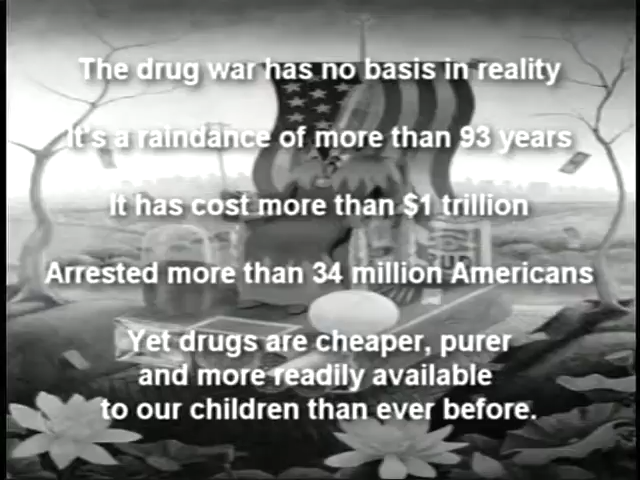 The drug war has no basis in reality
It's a raindance of more than 93 years
It has cost more than $1 trillion
Arrested more than 34 million Americans
Yet drugs are cheaper, purer
and more readily available
to our children than ever before.